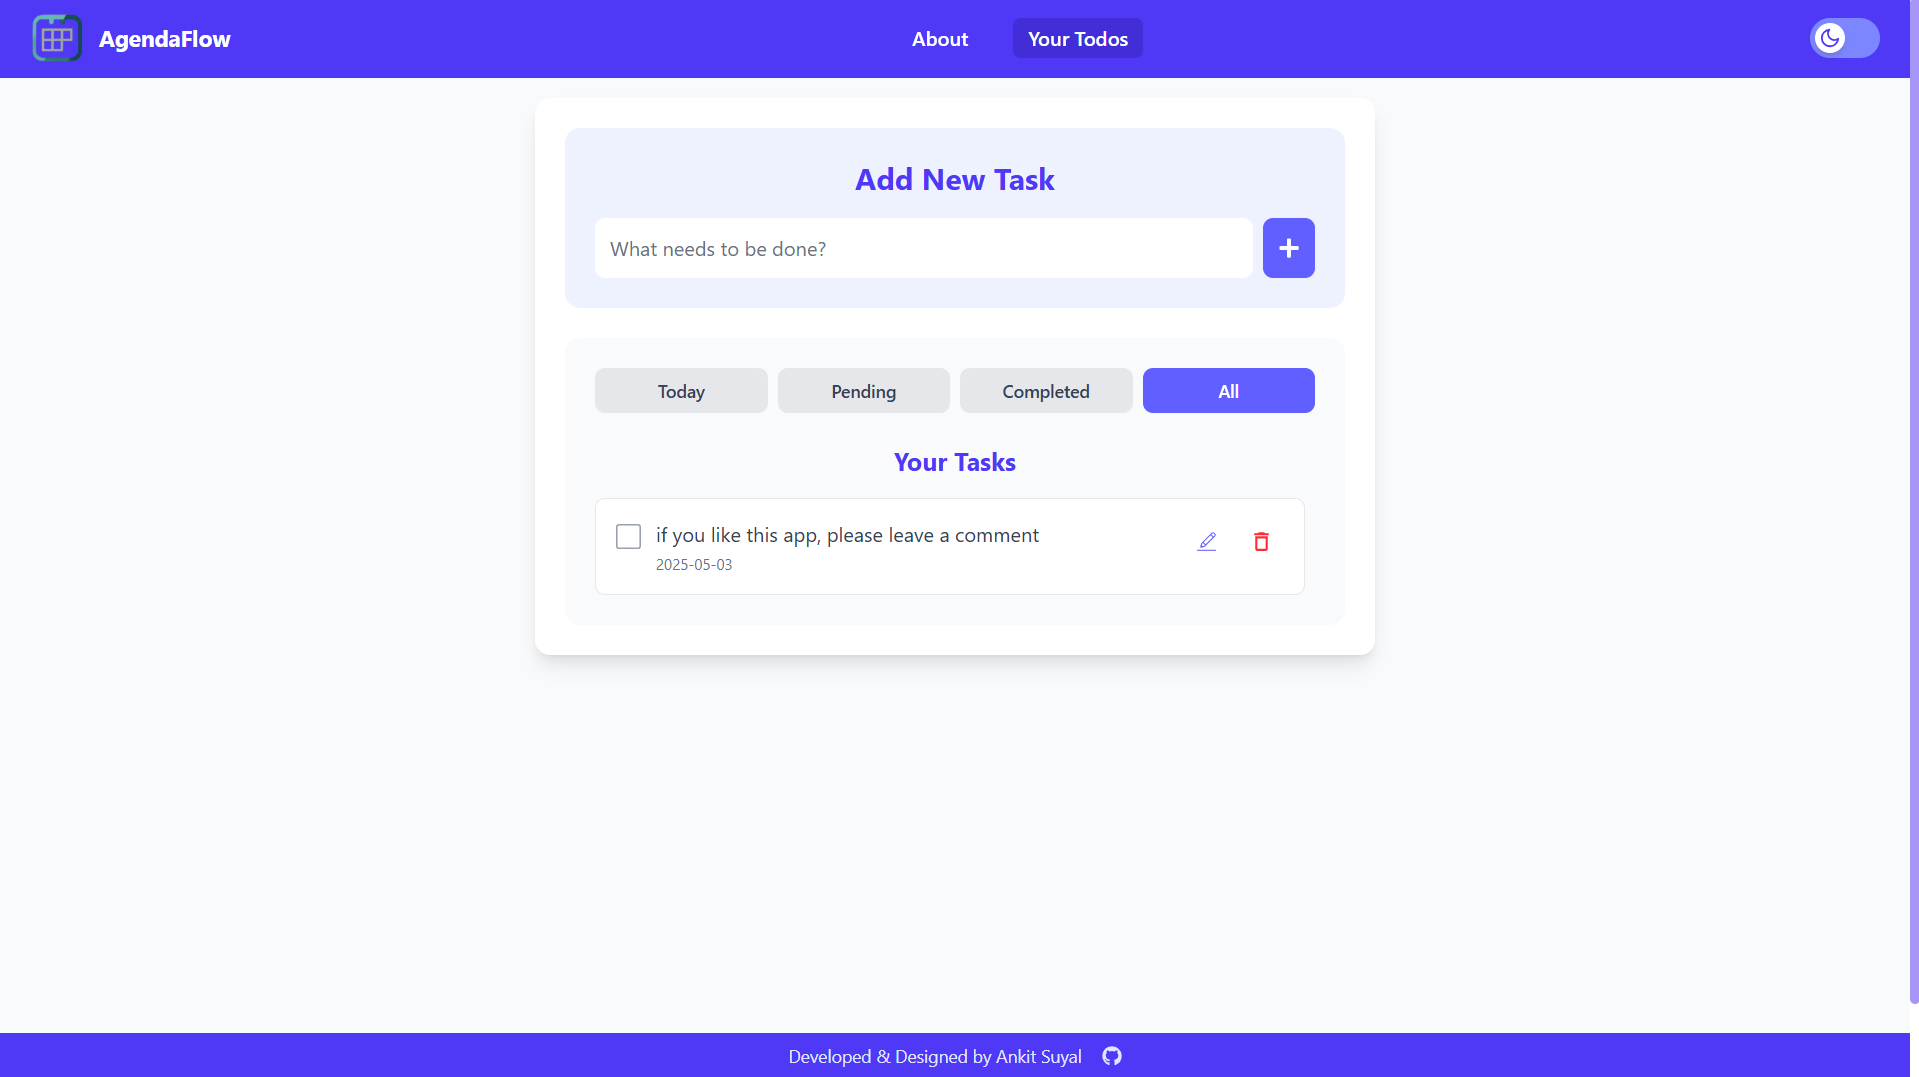 AgendaFlow
About
Your Todos
Add New Task
What needs to be done?
Today
Pending
Completed
All
Your Tasks
if you like this app, please leave a comment
2025-05-03
Developed & Designed by Ankit Suyal